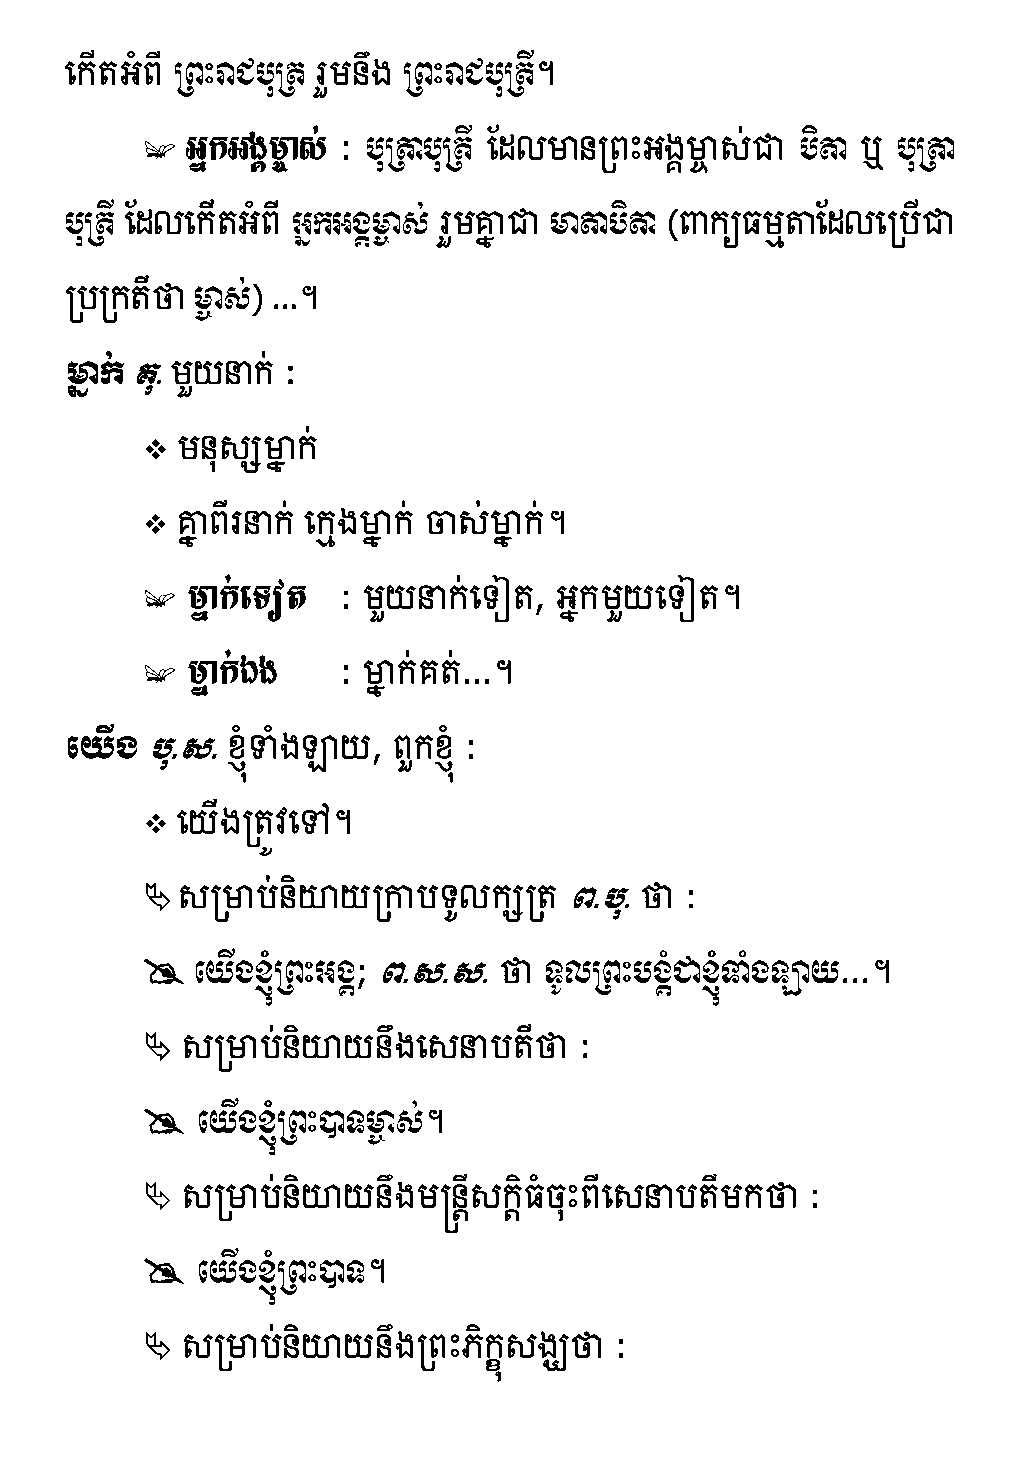 កើតអំពី ព្រះរាជបុត្រ រួមនឹង ព្រះរាជបុត្រី។
អ្នកអង្គម្ចាស់ : បុត្រាបុត្រី ដែលមានព្រះអង្គម្ចាស់ជា បិតា ឬ បុត្រា
បុត្រី ដែលកើតអំពី អ្នកអង្គម្ចាស់ រួមគ្នាជា មាតាបិតា (ពាក្យធម្មតាដែលប្រើជា
ប្រក្រតីថា ម្ចាស់) ...។
ម្នាក់ គុ. មួយនាក់ :
❖ មនុស្សម្នាក់
❖ គ្នាពីរនាក់ ក្មេងម្នាក់ ចាស់ម្នាក់។
ម្នាក់ទៀត : មួយនាក់ទៀត, អ្នកមួយទៀត។
ម្នាក់ឯង : ម្នាក់គត់...។
យើង បុ.ស. ខ្ញុំទាំងឡាយ, ពួកខ្ញុំ :
❖ យើងត្រូវទៅ។
សម្រាប់និយាយក្រាបទូលក្សត្រ ព.បុ. ថា :
យើងខ្ញុំព្រះអង្គ; ព.ស.ស. ថា ទូលព្រះបង្គំជាខ្ញុំទាំងឡាយ...។
សម្រាប់និយាយនឹងសេនាបតីថា :
យើងខ្ញុំព្រះបាទម្ចាស់។
សម្រាប់និយាយនឹងមន្ត្រីសក្តិធំចុះពីសេនាបតីមកថា :
យើងខ្ញុំព្រះបាទ។
សម្រាប់និយាយនឹងព្រះភិក្ខុសង្ឃថា :